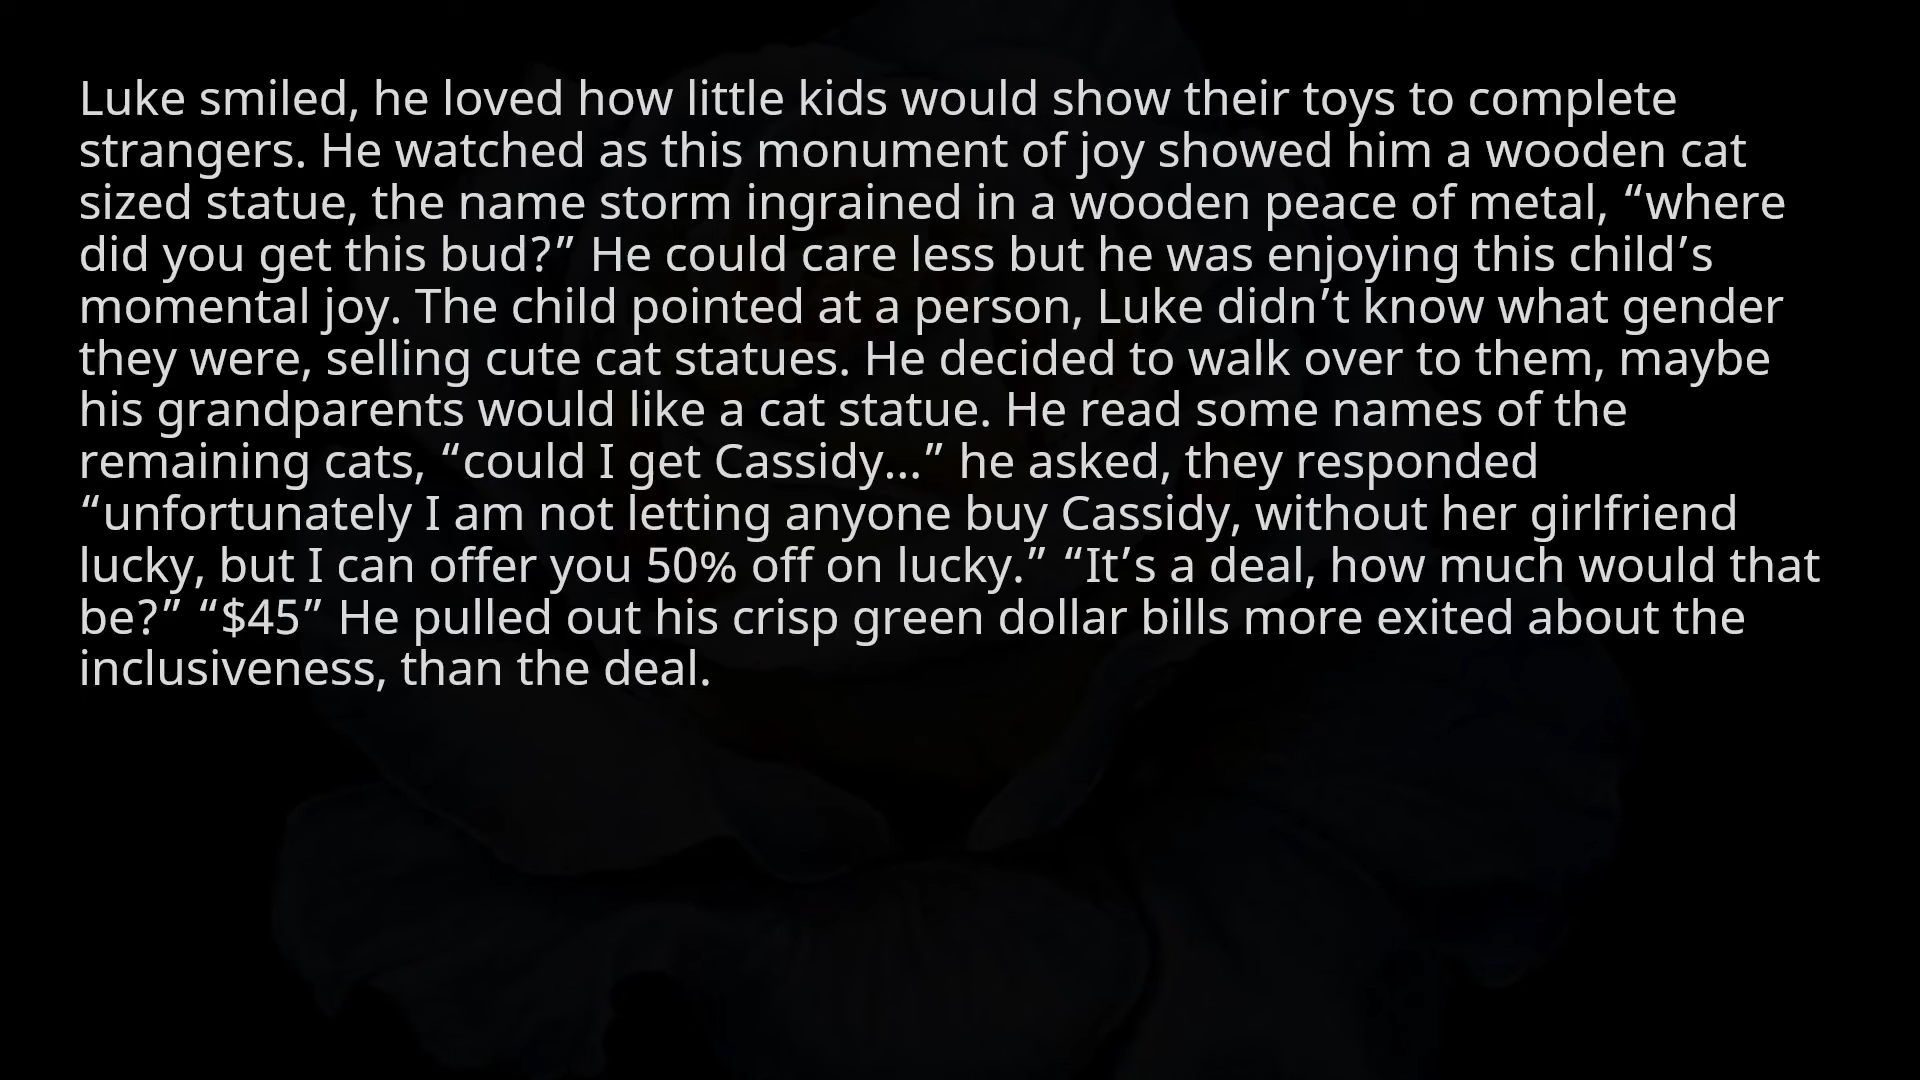 Luke smiled, he loved how little kids would show their toys to complete
strangers. He watched as this monument of joy showed him a wooden cat
sized statue, the name storm ingrained in a wooden peace of metal, “where
did you get this bud?” He could care less but he was enjoying this child’s
momental joy. The child pointed at a person, Luke didn’t know what gender
they were, selling cute cat statues. He decided to walk over to them, maybe
his grandparents would like a cat statue. He read some names of the
remaining cats, “could I get Cassidy…” he asked, they responded
“unfortunately I am not letting anyone buy Cassidy, without her girlfriend
lucky, but I can offer you 50% off on lucky.” “It’s a deal, how much would that
be?” “$45” He pulled out his crisp green dollar bills more exited about the
inclusiveness, than the deal.